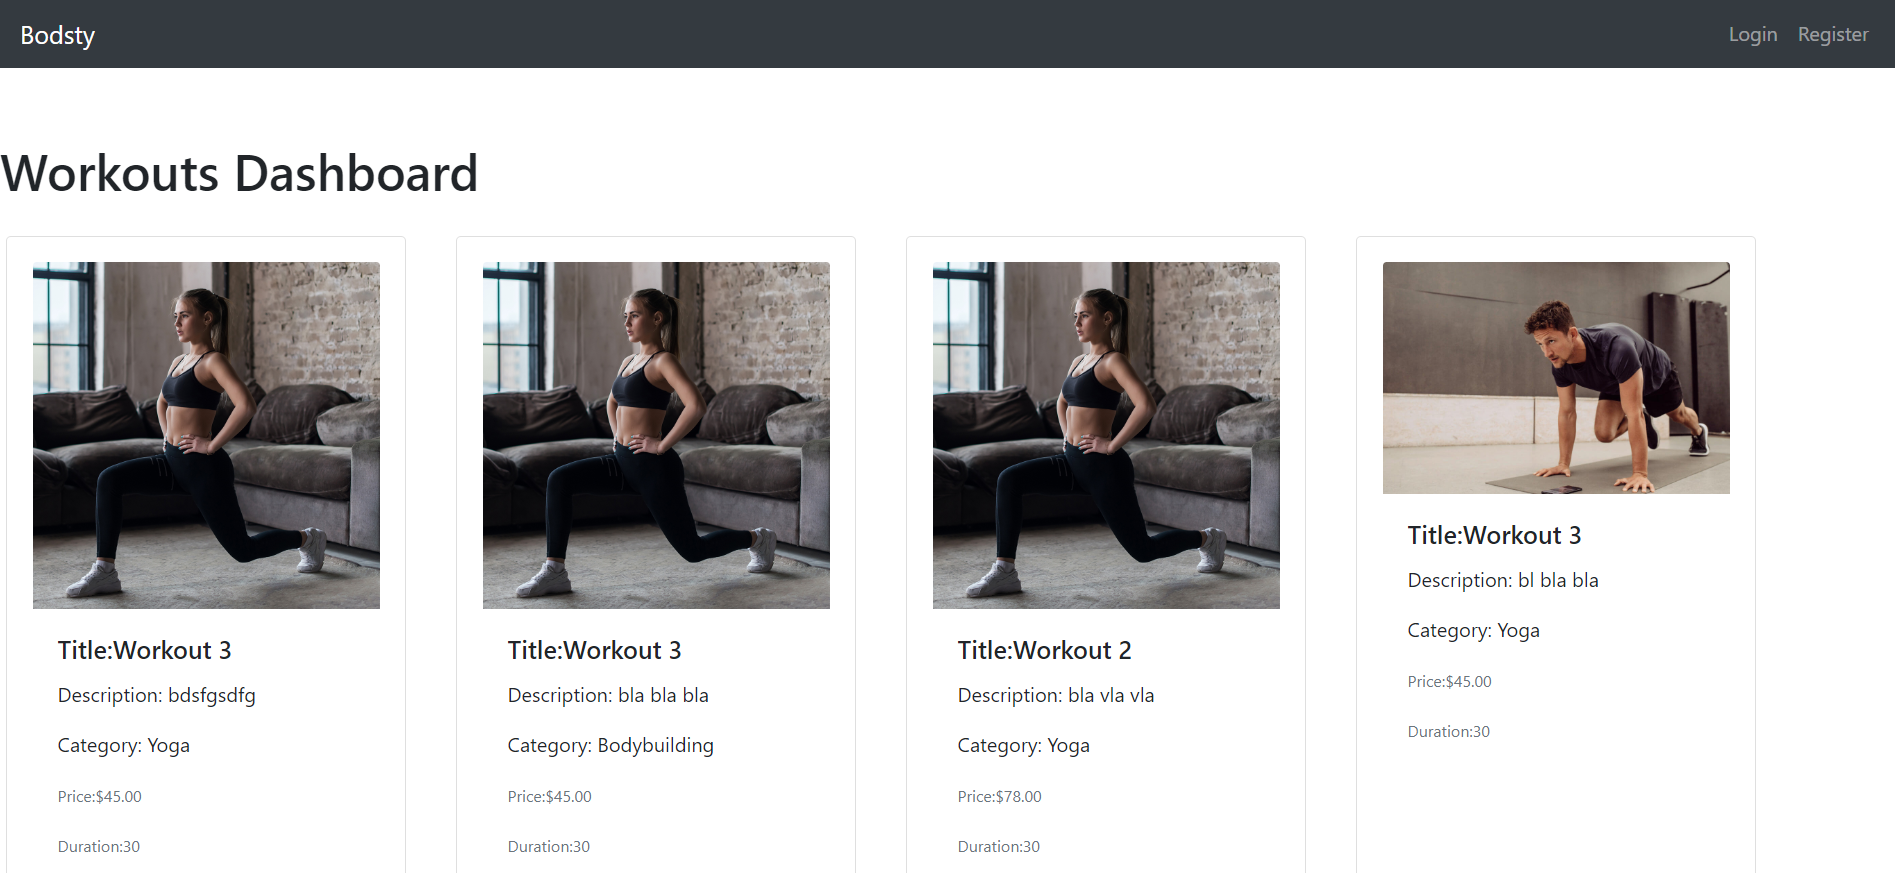 Bodsty
Login Register
Workouts Dashboard
Title:Workout 3
Description: bdsfgsdfg
Category: Yoga
Price:$45.00
Duration:30
Title:Workout 3
Description: bla bla bla
Category: Bodybuilding
Price:$45.00
Duration:30
Title:Workout 2
Description: bla vla vla
Category: Yoga
Price:$78.00
Duration:30
Title:Workout 3
Description: bl bla bla
Category: Yoga
Price:$45.00
Duration:30